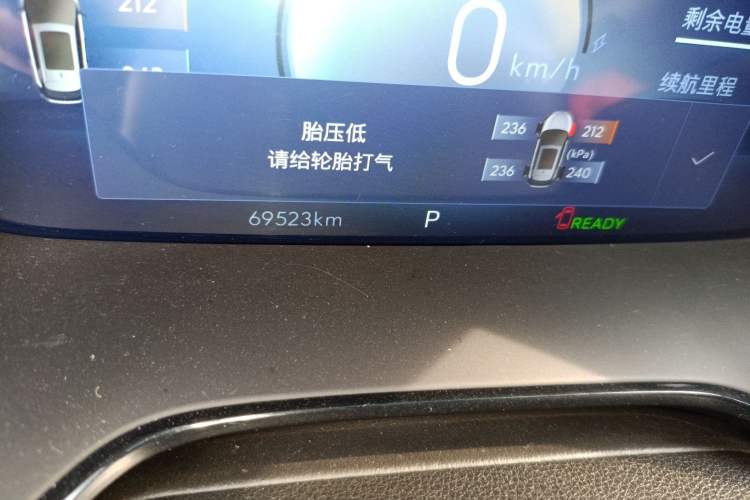 212
剩余电量
0
km/h
续航里程
胎压低
请给轮胎打气
236
212
(kPa)
236
240
69523km
P
READY